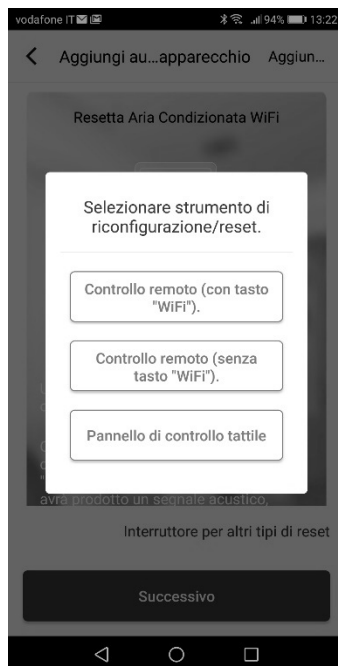 vodafone IT 94% 13:22
Aggiungi au...apparecchio Aggiun...
Resetta Aria Condizionata WiFi
Selezionare strumento di
riconfigurazione/reset.
Controllo remoto (con tasto
"WiFi").
Controllo remoto (senza
tasto "WiFi").
Pannello di controllo tattile
avrà prodotto un segnale acustico,
Interruttore per altri tipi di reset
Successivo